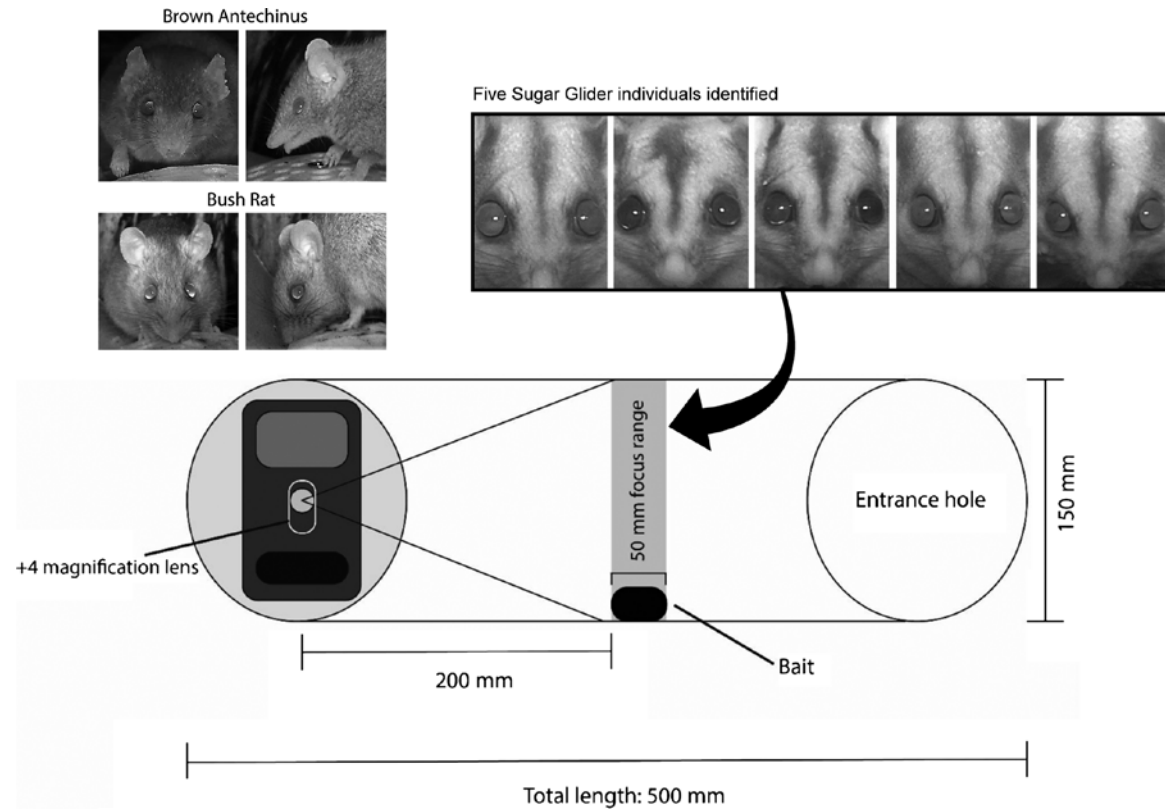 Brown Antechinus
Five Sugar Glider individuals identified
Bush Rat
50 mm focus range
Entrance hole
150 mm
+4 magnification lens
Bait
200 mm
Total length: 500 mm